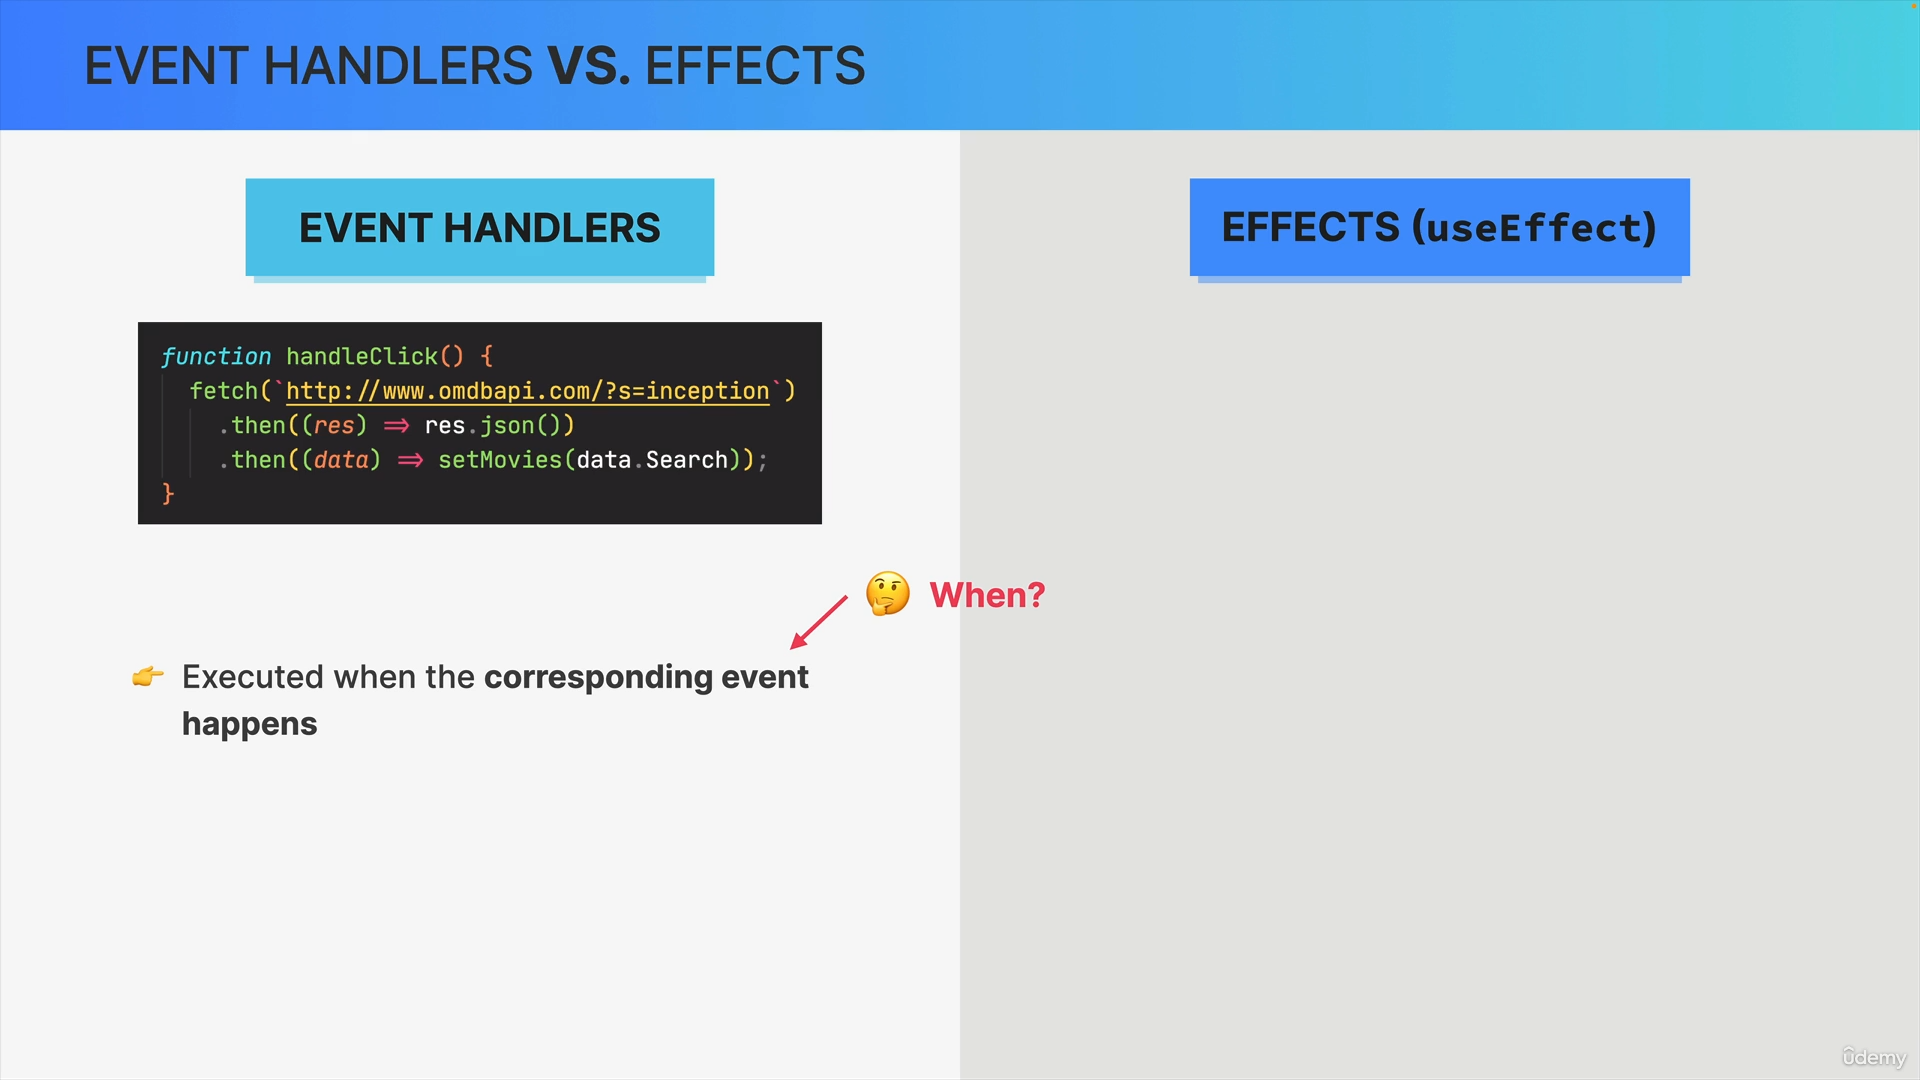 EVENT HANDLERS VS. EFFECTS
EVENT HANDLERS
function handleClick() {
fetch(`http://www.omdbapi.com/?s=inception`)
.then((res) => res.json())
.then((data) => setMovies(data.Search));
}
🤔 When?
👉 Executed when the corresponding event
happens
EFFECTS (useEffect)
ûdemy